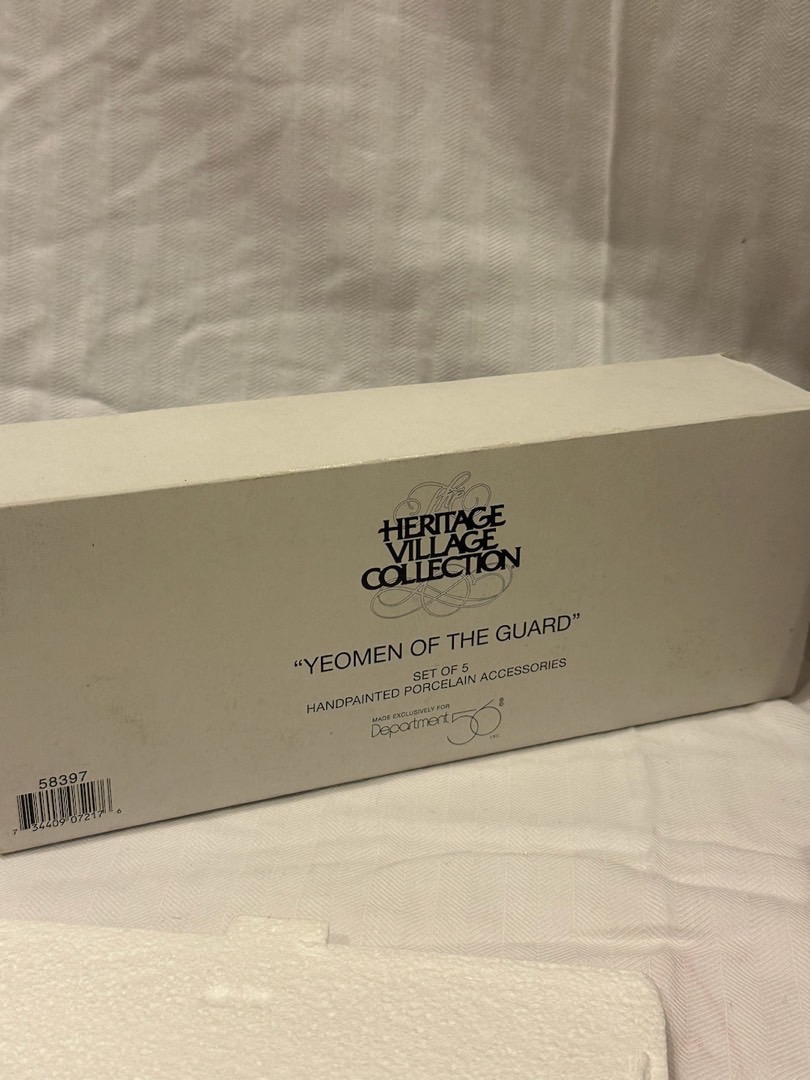 The
HERITAGE
VILLAGE
COLLECTION
“YEOMEN OF THE GUARD”
SET OF 5
HANDPAINTED PORCELAIN ACCESSORIES
MADE EXCLUSIVELY FOR
Department 56®
INC.
58397
7 34409 07217 6